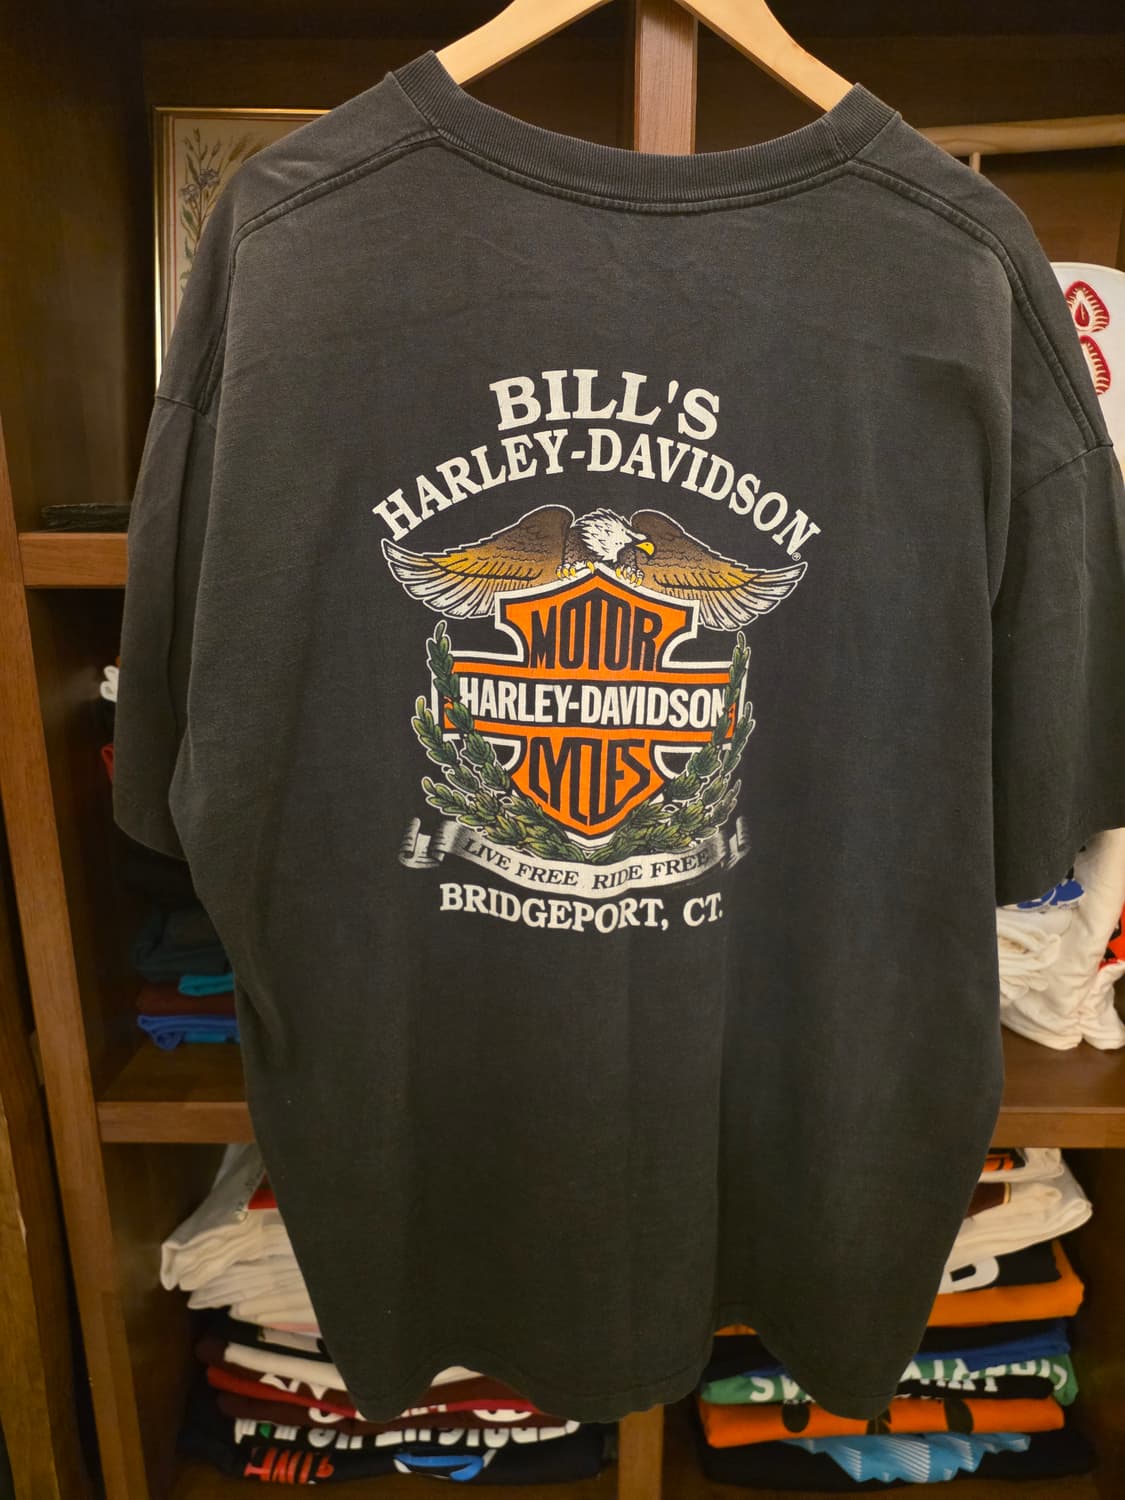 BILL'S
HARLEY-DAVIDSON®
MOTOR
HARLEY-DAVIDSON
CYCLES
LIVE FREE RIDE FREE
BRIDGEPORT, CT.